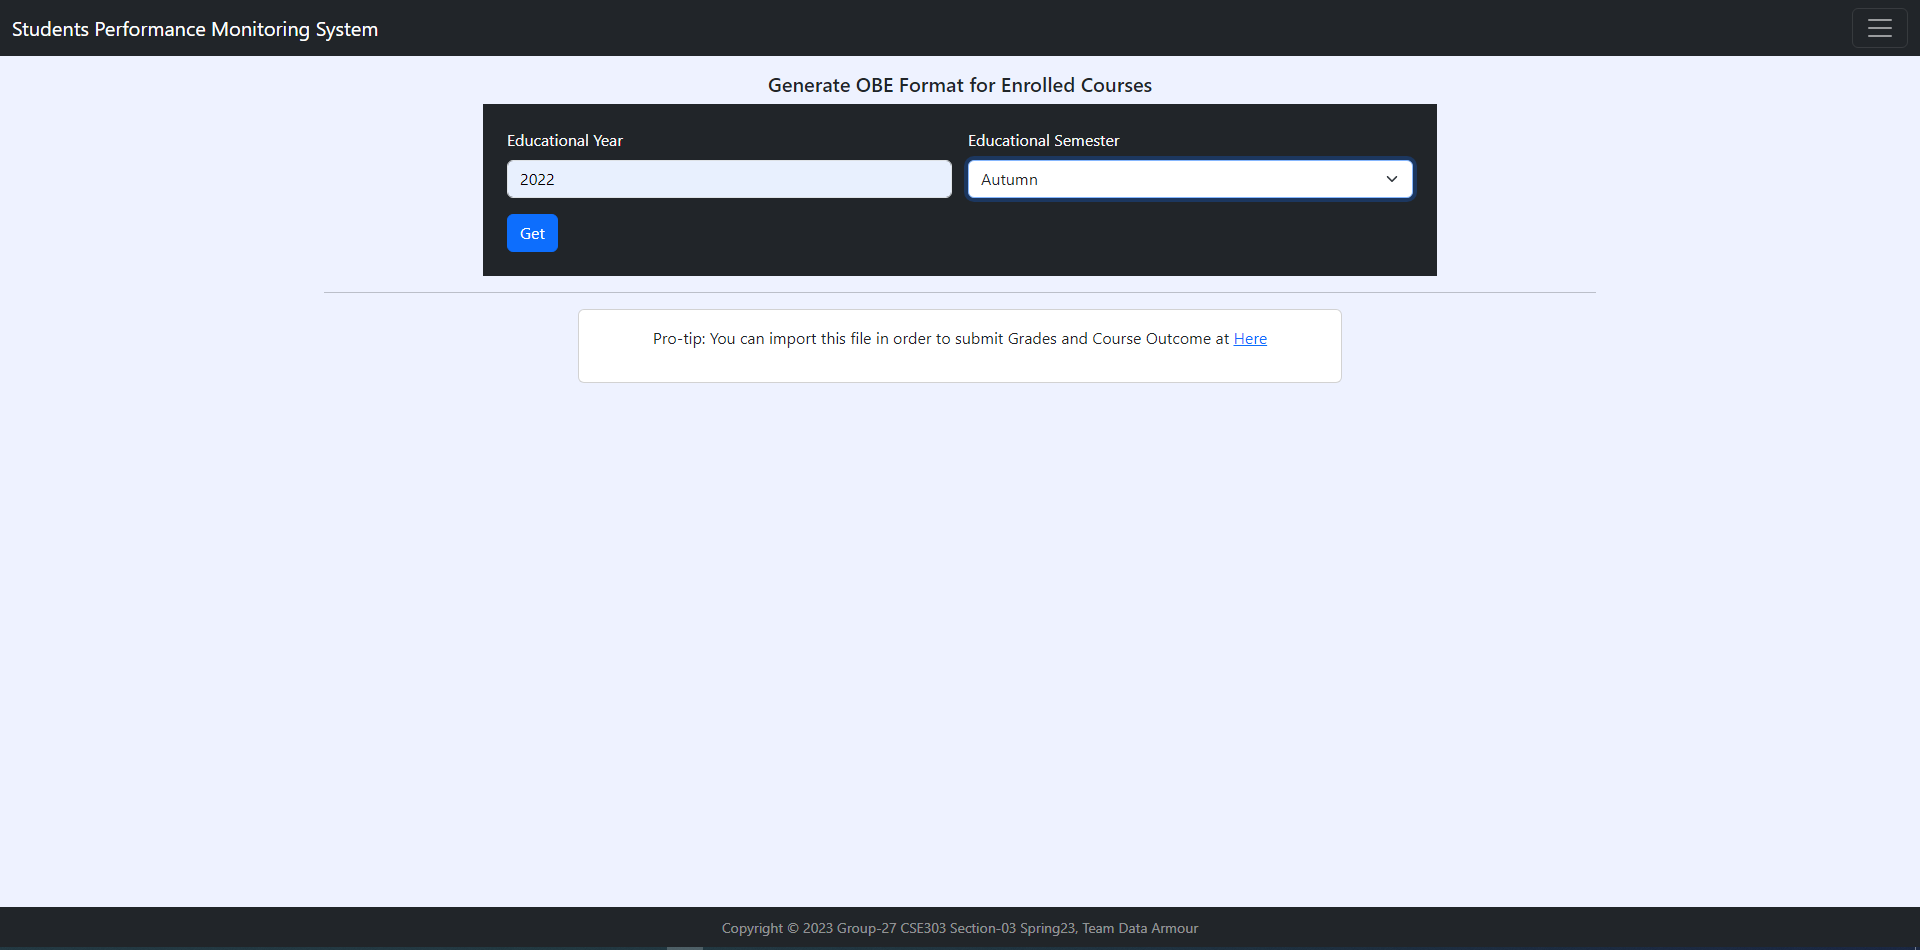 Students Performance Monitoring System
Generate OBE Format for Enrolled Courses
Educational Year
Educational Semester
2022
Autumn
Get
Pro-tip: You can import this file in order to submit Grades and Course Outcome at Here
Copyright © 2023 Group-27 CSE303 Section-03 Spring23, Team Data Armour